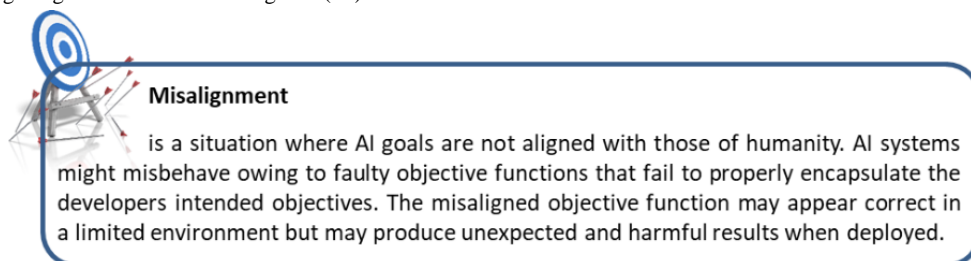 Misalignment
is a situation where AI goals are not aligned with those of humanity. AI systems
might misbehave owing to faulty objective functions that fail to properly encapsulate the
developers intended objectives. The misaligned objective function may appear correct in
a limited environment but may produce unexpected and harmful results when deployed.